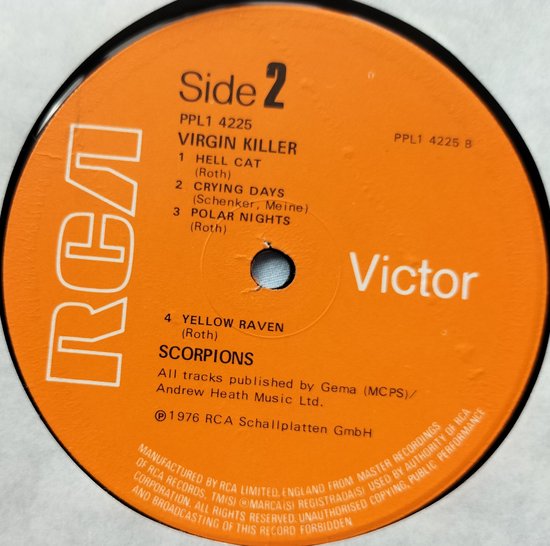 Side 2
PPL1 4225
PPL1 4225 B
VIRGIN KILLER
1 HELL CAT
(Roth)
2 CRYING DAYS
(Schenker, Meine)
3 POLAR NIGHTS
(Roth)
RCA
Victor
4 YELLOW RAVEN
(Roth)
SCORPIONS
All tracks published by Gema (MCPS)/
Andrew Heath Music Ltd.
℗ 1976 RCA Schallplatten GmbH
MANUFACTURED BY RCA LIMITED, ENGLAND FROM MASTER RECORDINGS
OF RCA RECORDS, TM(S) ® MARCA(S) REGISTRADA(S) USED BY AUTHORITY OF RCA
CORPORATION. ALL RIGHTS RESERVED. UNAUTHORISED COPYING, PUBLIC PERFORMANCE
AND BROADCASTING OF THIS RECORD FORBIDDEN